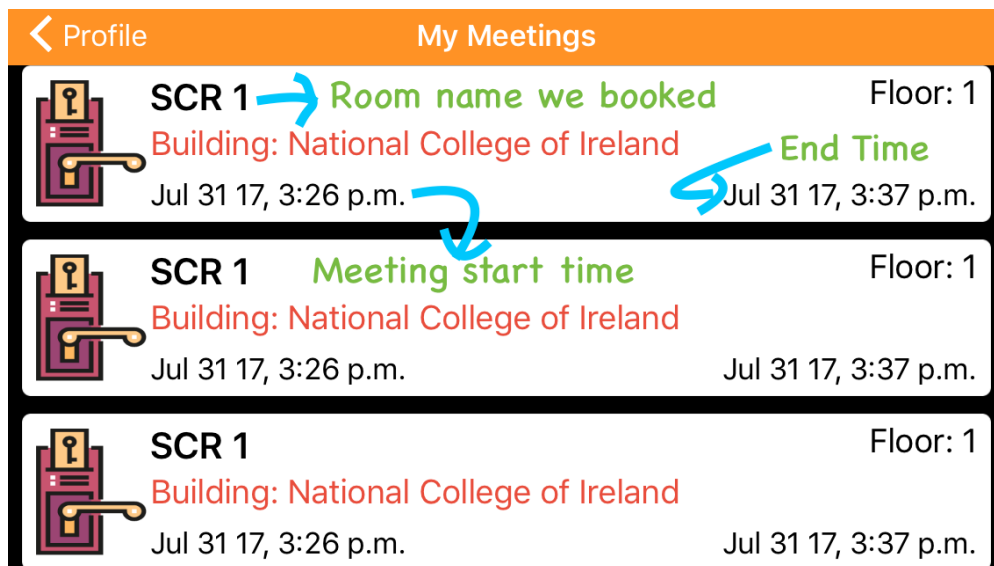 Profile My Meetings
SCR 1 Room name we booked Floor: 1
Building: National College of Ireland End Time
Jul 31 17, 3:26 p.m. Jul 31 17, 3:37 p.m.
SCR 1 Meeting start time Floor: 1
Building: National College of Ireland
Jul 31 17, 3:26 p.m. Jul 31 17, 3:37 p.m.
SCR 1 Floor: 1
Building: National College of Ireland
Jul 31 17, 3:26 p.m. Jul 31 17, 3:37 p.m.